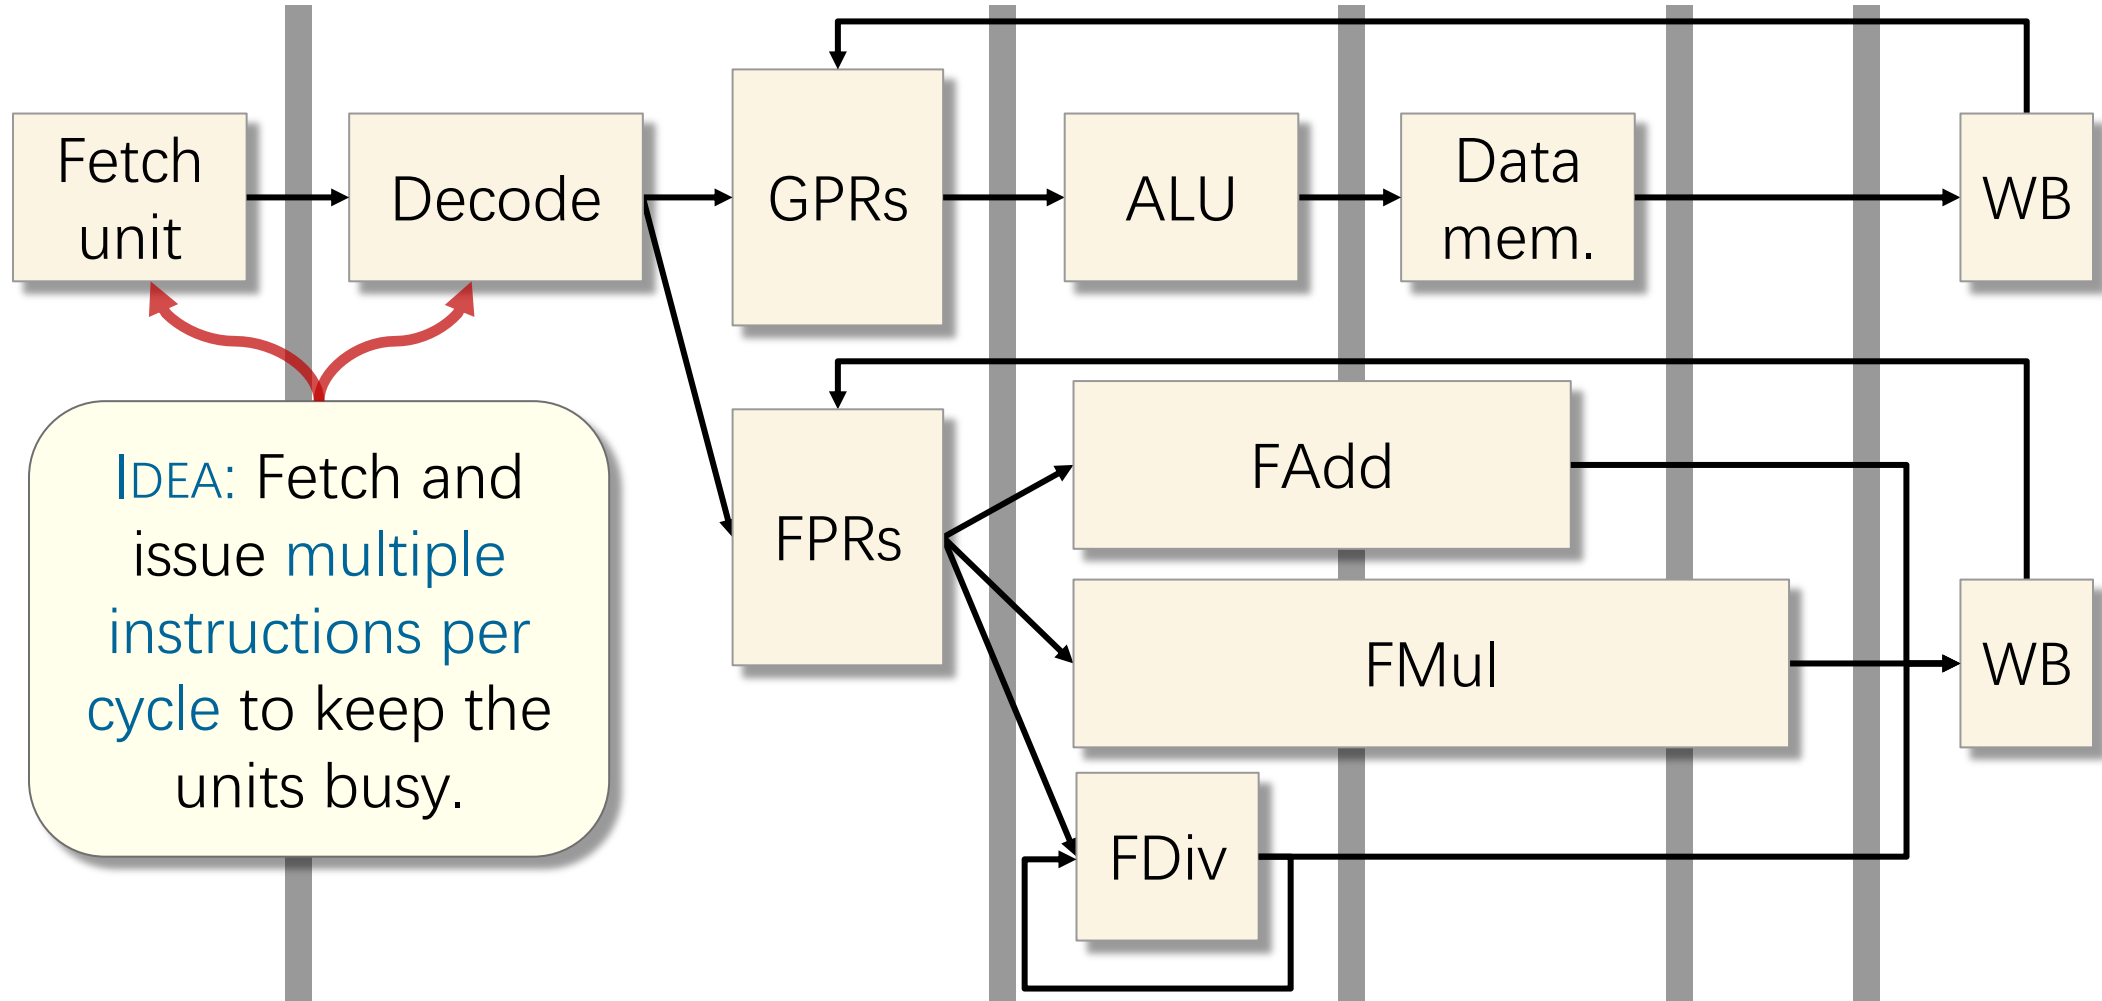 Fetch
unit
Decode
GPRs
ALU
Data
mem.
WB
IDEA: Fetch and
issue multiple
instructions per
cycle to keep the
units busy.
FPRs
FAdd
FMul
FDiv
WB